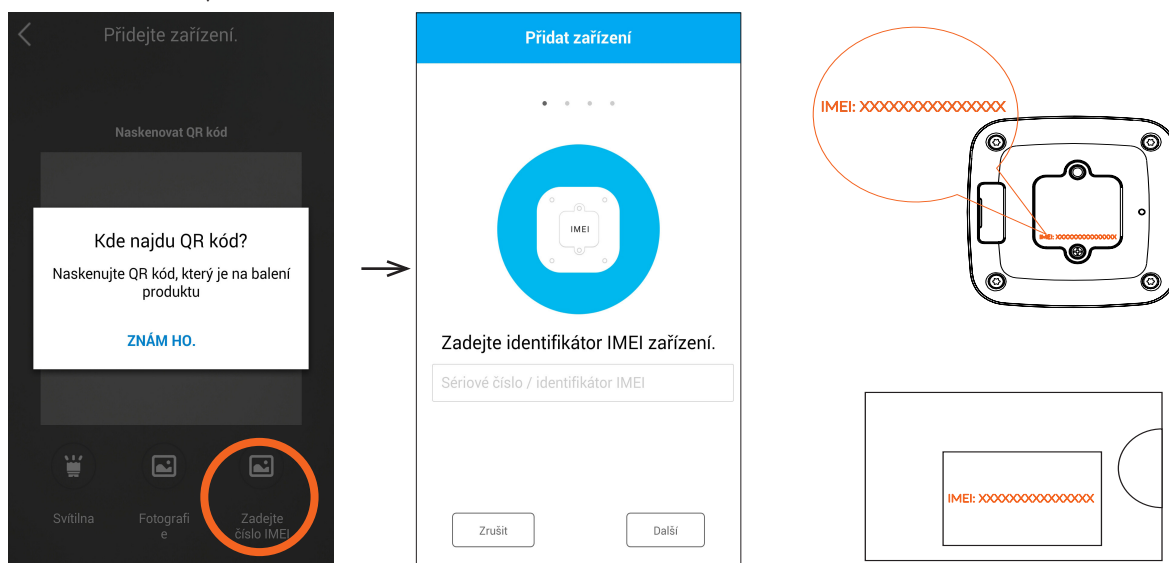 Přidejte zařízení.
Naskenovat QR kód
Kde najdu QR kód?
Naskenujte QR kód, který je na balení
produktu
ZNÁM HO.
Svítilna
Fotografi
e
Zadejte
číslo IMEI
Přidat zařízení
IMEI
Zadejte identifikátor IMEI zařízení.
Sériové číslo / identifikátor IMEI
Zrušit
Další
IMEI: XXXXXXXXXXXXXXX
IMEI: XXXXXXXXXXXXXXX
IMEI: XXXXXXXXXXXXXXX